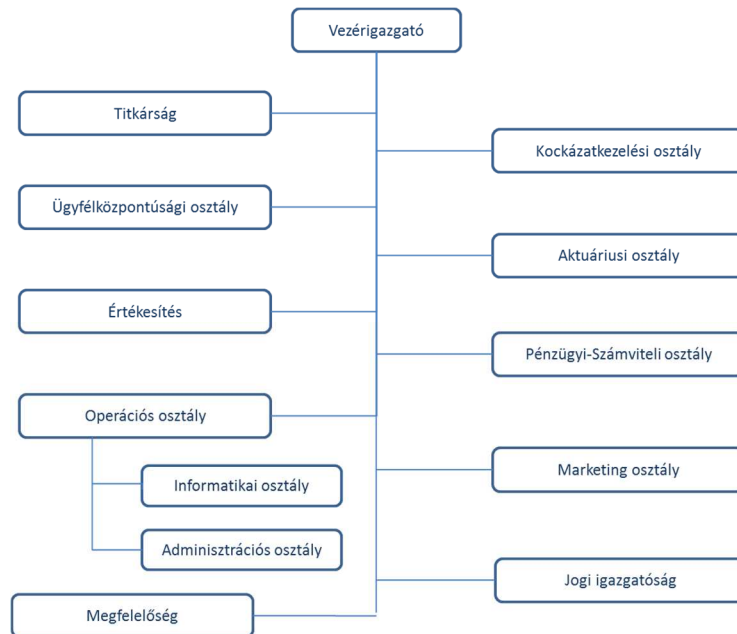 Vezérigazgató
Titkárság
Kockázatkezelési osztály
Ügyfélközpontúsági osztály
Aktuáriusi osztály
Értékesítés
Pénzügyi-Számviteli osztály
Operációs osztály
Marketing osztály
Informatikai osztály
Adminisztrációs osztály
Jogi igazgatóság
Megfelelőség